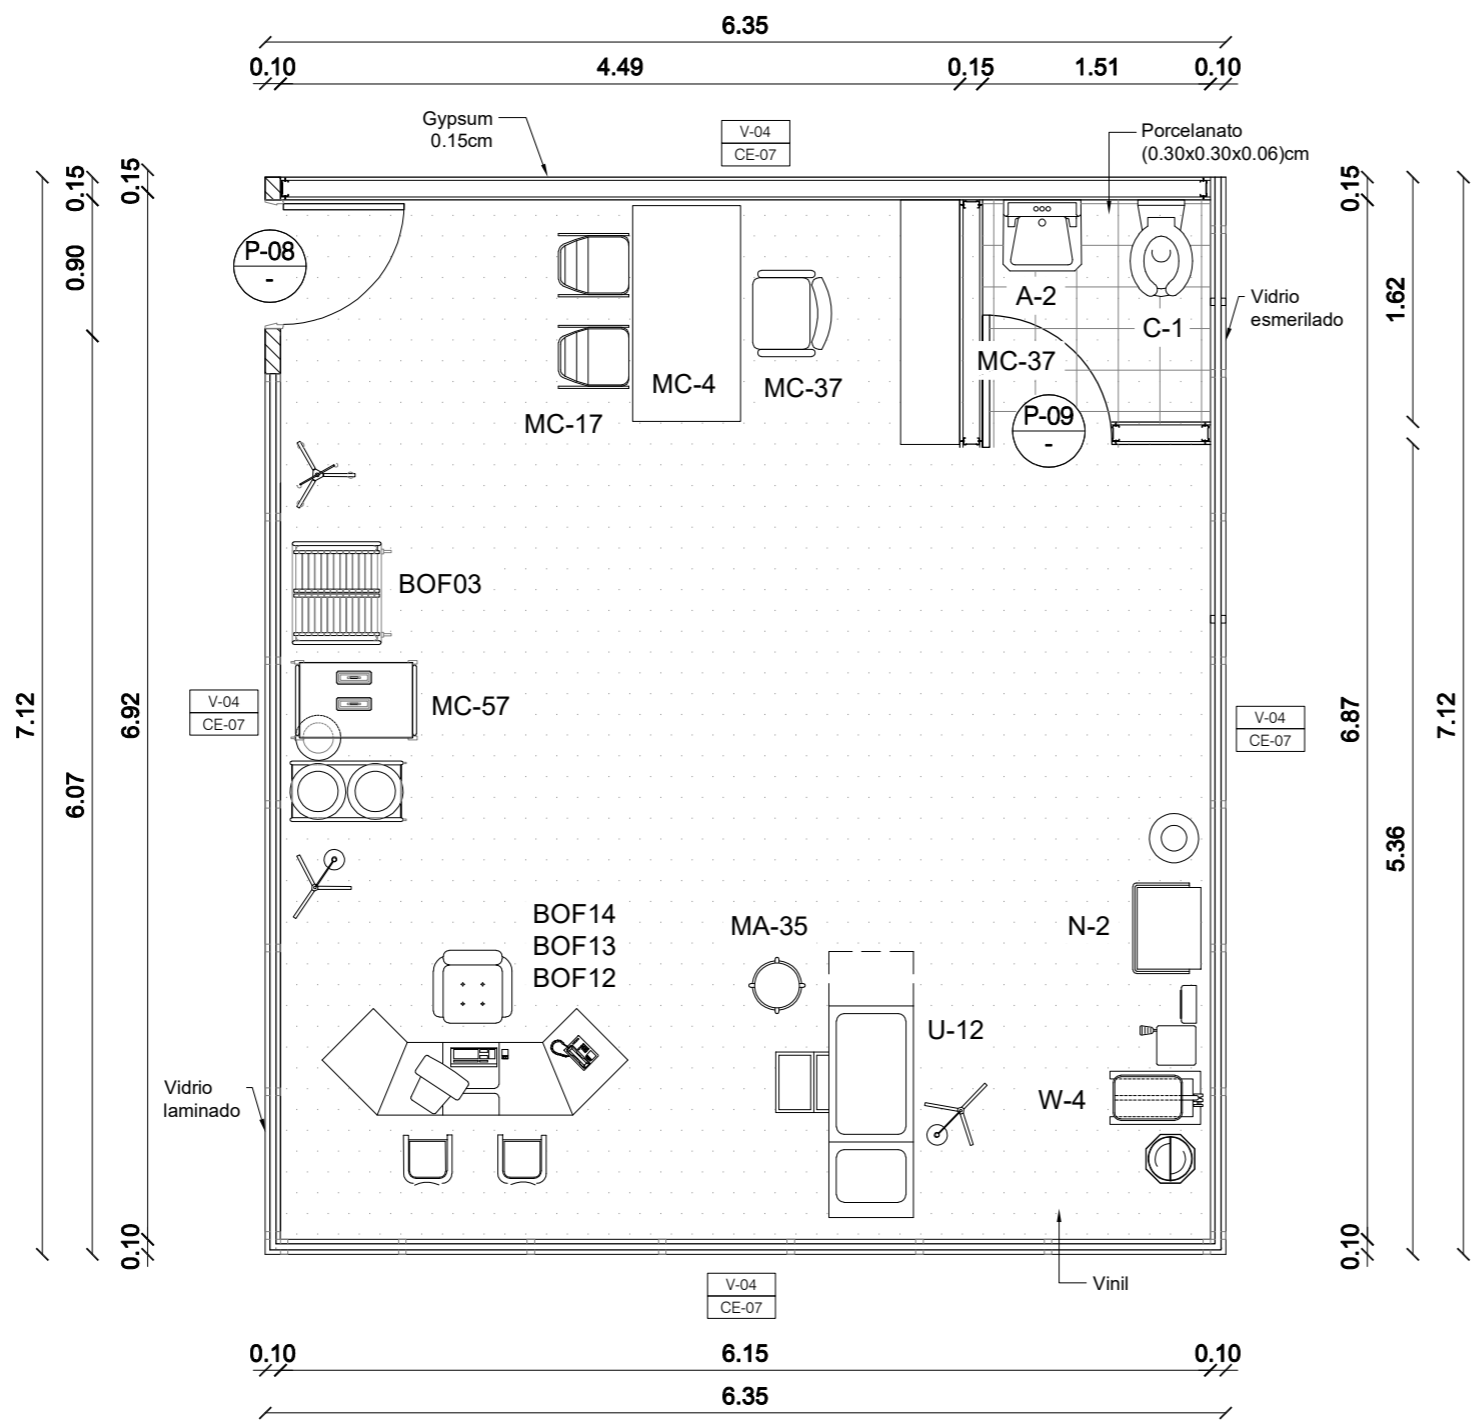 6.35
0.10 4.49 0.15 1.51 0.10
Gypsum
0.15cm
V-04
CE-07
Porcelanato
(0.30x0.30x0.06)cm
0.15
0.15
0.15
P-08
-
0.90
A-2
C-1
Vidrio
esmerilado
1.62
MC-4
MC-37
MC-37
MC-17
P-09
-
BOF03
MC-57
V-04
CE-07
V-04
CE-07
7.12
6.07
6.92
6.87
5.36
7.12
BOF14
BOF13
BOF12
MA-35
N-2
U-12
W-4
Vidrio
laminado
0.10
0.10
Vinil
V-04
CE-07
0.10 6.15 0.10
6.35